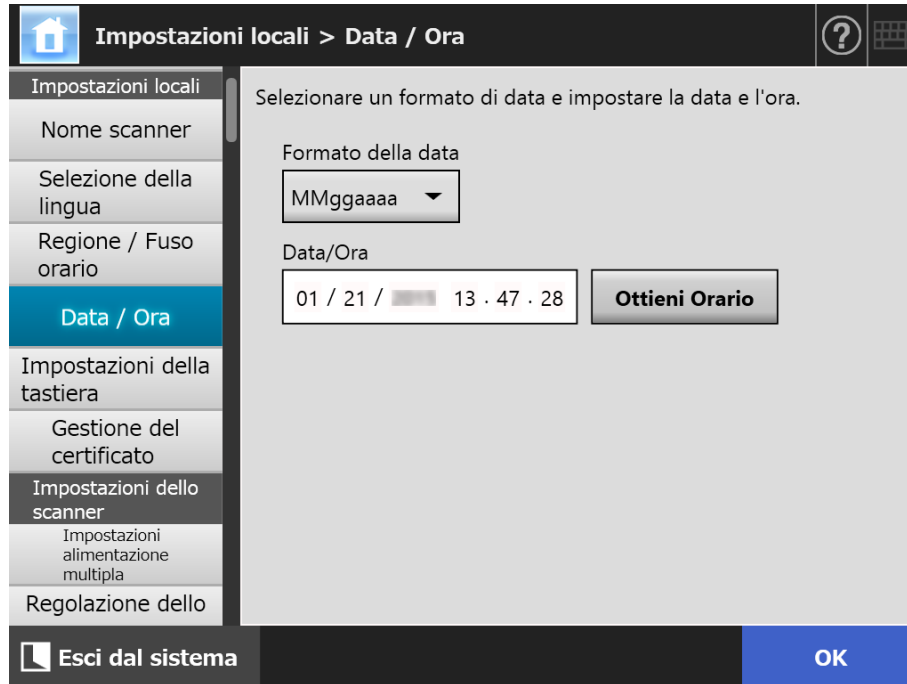 Impostazioni locali > Data / Ora
Impostazioni locali
Nome scanner
Selezione della
lingua
Regione / Fuso
orario
Data / Ora
Impostazioni della
tastiera
Gestione del
certificato
Impostazioni dello
scanner
Impostazioni
alimentazione
multipla
Regolazione dello
Selezionare un formato di data e impostare la data e l'ora.
Formato della data
MMggaaaa
Data/Ora
01 / 21 / 13 . 47 . 28
Ottieni Orario
Esci dal sistema
OK